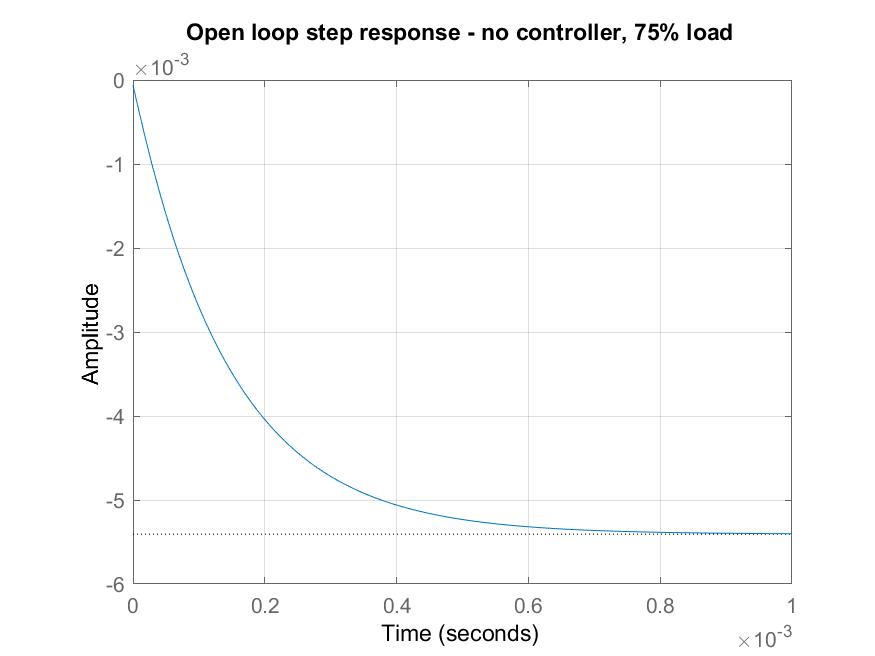 Open loop step response - no controller, 75% load
×10-3
0
-1
-2
-3
-4
-5
-6
Amplitude
0 0.2 0.4 0.6 0.8 1
Time (seconds)
×10-3